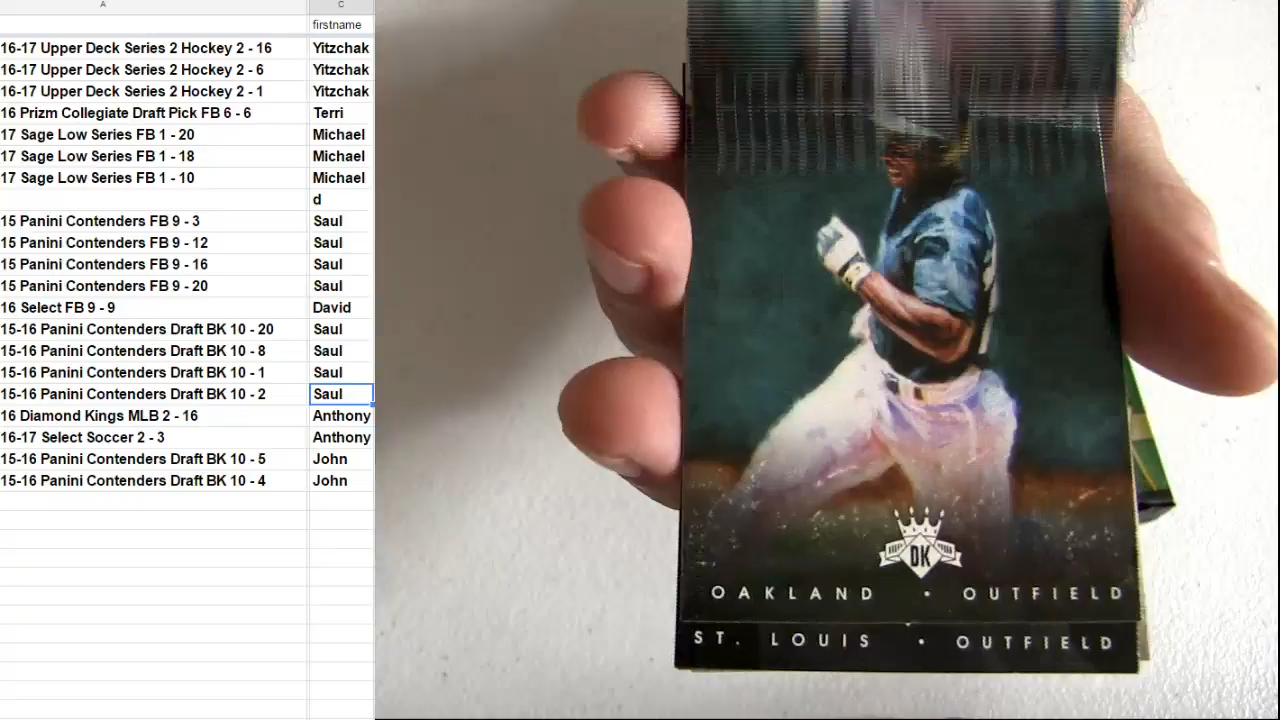 A C
firstname
16-17 Upper Deck Series 2 Hockey 2 - 16 Yitzchak
16-17 Upper Deck Series 2 Hockey 2 - 6 Yitzchak
16-17 Upper Deck Series 2 Hockey 2 - 1 Yitzchak
16 Prizm Collegiate Draft Pick FB 6 - 6 Terri
17 Sage Low Series FB 1 - 20 Michael
17 Sage Low Series FB 1 - 18 Michael
17 Sage Low Series FB 1 - 10 Michael
d
15 Panini Contenders FB 9 - 3 Saul
15 Panini Contenders FB 9 - 12 Saul
15 Panini Contenders FB 9 - 16 Saul
15 Panini Contenders FB 9 - 20 Saul
16 Select FB 9 - 9 David
15-16 Panini Contenders Draft BK 10 - 20 Saul
15-16 Panini Contenders Draft BK 10 - 8 Saul
15-16 Panini Contenders Draft BK 10 - 1 Saul
15-16 Panini Contenders Draft BK 10 - 2 Saul
16 Diamond Kings MLB 2 - 16 Anthony
16-17 Select Soccer 2 - 3 Anthony
15-16 Panini Contenders Draft BK 10 - 5 John
15-16 Panini Contenders Draft BK 10 - 4 John
DK
OAKLAND • OUTFIELD
ST. LOUIS • OUTFIELD